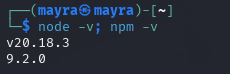 ┌──(mayra㉿mayra)-[~]
└─$ node -v; npm -v
v20.18.3
9.2.0